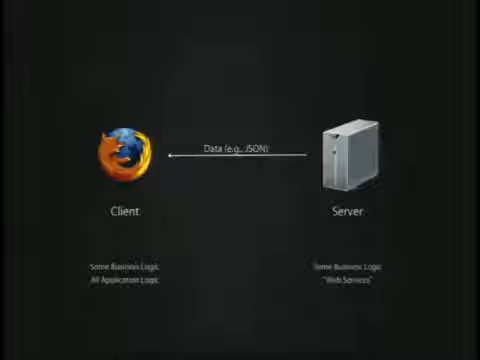 Data (e.g., JSON)
Client
Server
Some Business Logic
All Application Logic
Some Business Logic
"Web Services"